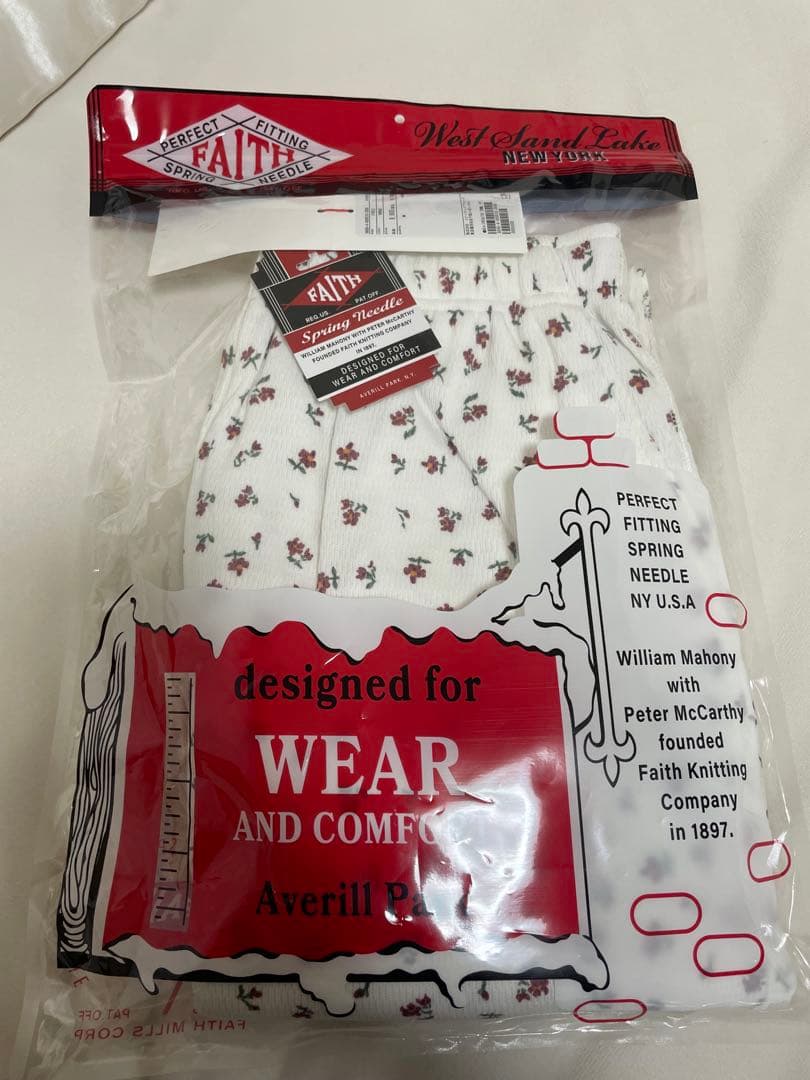 PERFECT FITTING
FAITH
SPRING NEEDLE
West Sand Lake
NEW YORK
FAITH
REG. US. PAT. OFF.
Spring Needle
WILLIAM MAHONY WITH PETER McCARTHY
FOUNDED FAITH KNITTING COMPANY
IN 1897.
DESIGNED FOR
WEAR AND COMFORT
AVERILL PARK, N.Y.
PERFECT
FITTING
SPRING
NEEDLE
NY U.S.A
William Mahony
with
Peter McCarthy
founded
Faith Knitting
Company
in 1897.
designed for
WEAR
AND COMFO
Averill Pa
PAT.OFF
FAITH MILLS CORP